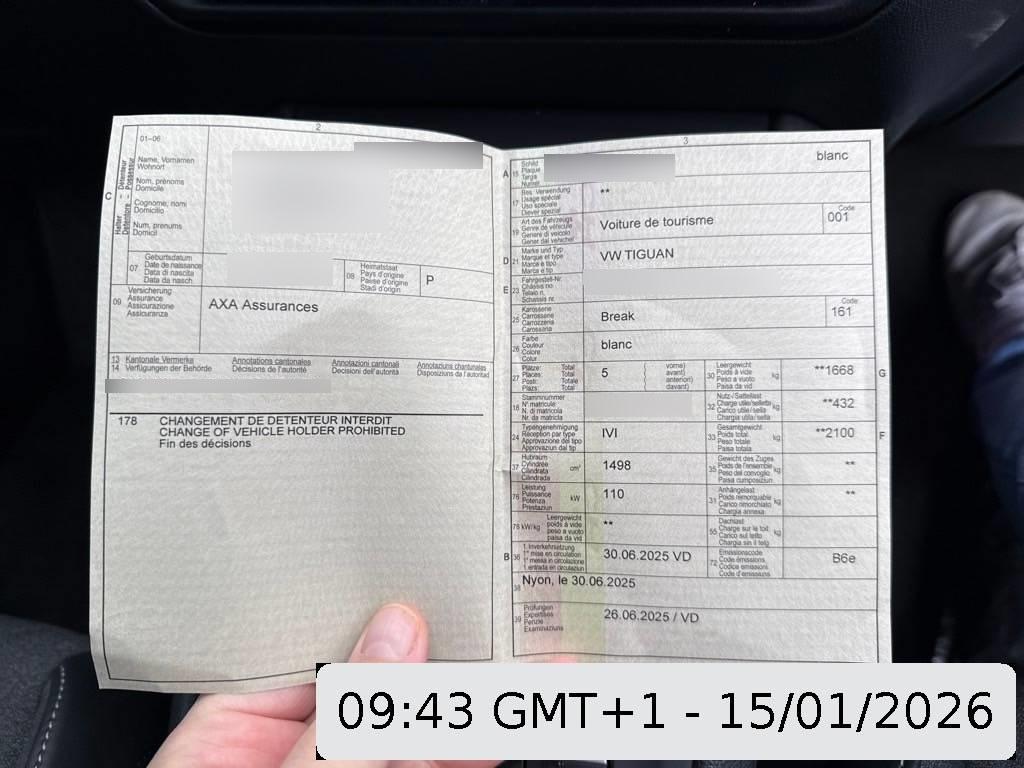 2
01–06
C
Halter - Détenteur
Detentore - Possessur
Name, Vornamen
Wohnort
Nom, prénoms
Domicile
Cognome, nomi
Domicilio
Num, prenums
Domicil
07
Geburtsdatum
Date de naissance
Data di nascita
Data da nasch.
08
Heimatstaat
Pays d'origine
Paese d'origine
Stadi d'origin
P
09
Versicherung
Assurance
Assicurazione
Assicuranza
AXA Assurances
13 Kantonale Vermerke Annotations cantonales Annotazioni cantonali Annotaziuns chantunalas
14 Verfügungen der Behörde Décisions de l'autorité Decisioni dell'autorità Disposiziuns da l'autoritad
178 CHANGEMENT DE DETENTEUR INTERDIT
CHANGE OF VEHICLE HOLDER PROHIBITED
Fin des décisions
3
A 15
Schild
Plaque
Targa
Numer
blanc
17
Bes. Verwendung
Usage spécial
Uso speciale
Diever spezial
**
19
Art des Fahrzeugs
Genre de véhicule
Genere di veicolo
Gener dal vehichel
Voiture de tourisme
Code
001
D 21
Marke und Typ
Marque et type
Marca e tipo
Marca e tip
VW TIGUAN
E 23
Fahrgestell-Nr.
Châssis no
Telaio n.
Schassis nr.
25
Karosserie
Carrosserie
Carrozzeria
Carossaria
Break
Code
161
26
Farbe
Couleur
Colore
Colur
blanc
27
Plätze: Total
Places: Total
Posti: Totale
Plazs: Total
5
vorne)
avant)
anteriori)
davant)
30
Leergewicht
Poids à vide
Peso a vuoto
Paisa da vid
kg
**1668
G
18
Stammnummer
N° matricule
N. di matricola
Nr. da matricla
32
Nutz-/Sattellast
Charge utile/sellette
Carico utile/sella
Chargia utila/sella
kg
**432
24
Typengenehmigung
Réception par type
Approvazione del tipo
Approvaziun dal tip
IVI
33
Gesamtgewicht
Poids total
Peso totale
Paisa totala
kg
**2100
F
37
Hubraum
Cylindrée
Cilindrata
Cilindrada
cm³
1498
35
Gewicht des Zuges
Poids de l'ensemble
Peso del convoglio
Paisa cumposiziun
kg
**
76
Leistung
Puissance
Potenza
Prestaziun
kW
110
31
Anhängelast
Poids remorquable
Carico rimorchiato
Chargia annexa
kg
**
78 kW/kg
Leergewicht
poids à vide
peso a vuoto
paisa da vid
**
55
Dachlast
Charge sur le toit
Carico sul tetto
Chargia sin il tetg
kg
B 36
1. Inverkehrsetzung
1re mise en circulation
1a messa in circolazione
1. entrada en circulaziun
30.06.2025 VD
72
Emissionscode
Code émissions
Codice emissioni
Code d'emissiuns
B6e
38
Nyon, le 30.06.2025
39
Prüfungen
Expertises
Perizie
Examinaziuns
26.06.2025 / VD
09:43 GMT+1 - 15/01/2026